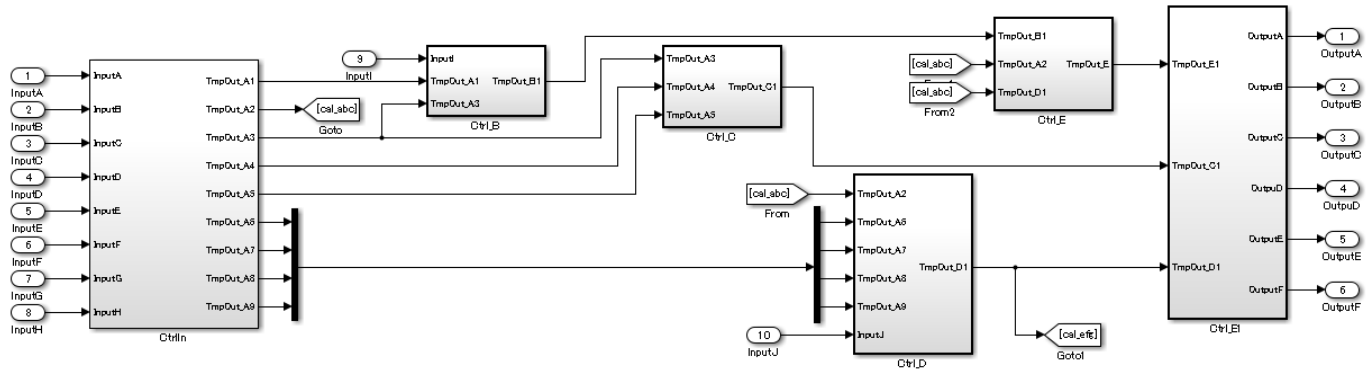 1
InputA
2
InputB
3
InputC
4
InputD
5
InputE
6
InputF
7
InputG
8
InputH
InputA
InputB
InputC
InputD
InputE
InputF
InputG
InputH
TmpOut_A1
TmpOut_A2
TmpOut_A3
TmpOut_A4
TmpOut_A5
TmpOut_A6
TmpOut_A7
TmpOut_A8
TmpOut_A9
CtrlIn
[cal_abc]
Goto
9
InputI
InputI
TmpOut_A1
TmpOut_A3
TmpOut_B1
Ctrl_B
TmpOut_A3
TmpOut_A4
TmpOut_A5
TmpOut_C1
Ctrl_C
[cal_abc]
From
10
InputJ
TmpOut_A2
TmpOut_A6
TmpOut_A7
TmpOut_A8
TmpOut_A9
InputJ
TmpOut_D1
Ctrl_D
[cal_abc]
[cal_abc]
From2
TmpOut_B1
TmpOut_A2
TmpOut_D1
TmpOut_E
Ctrl_E
Goto1
TmpOut_E1
TmpOut_C1
TmpOut_D1
OutputA
OutputB
OutputC
OutpuD
OutputE
OutputF
Ctrl_E1
1
OutputA
2
OutputB
3
OutputC
4
OutpuD
5
OutputE
6
OutputF